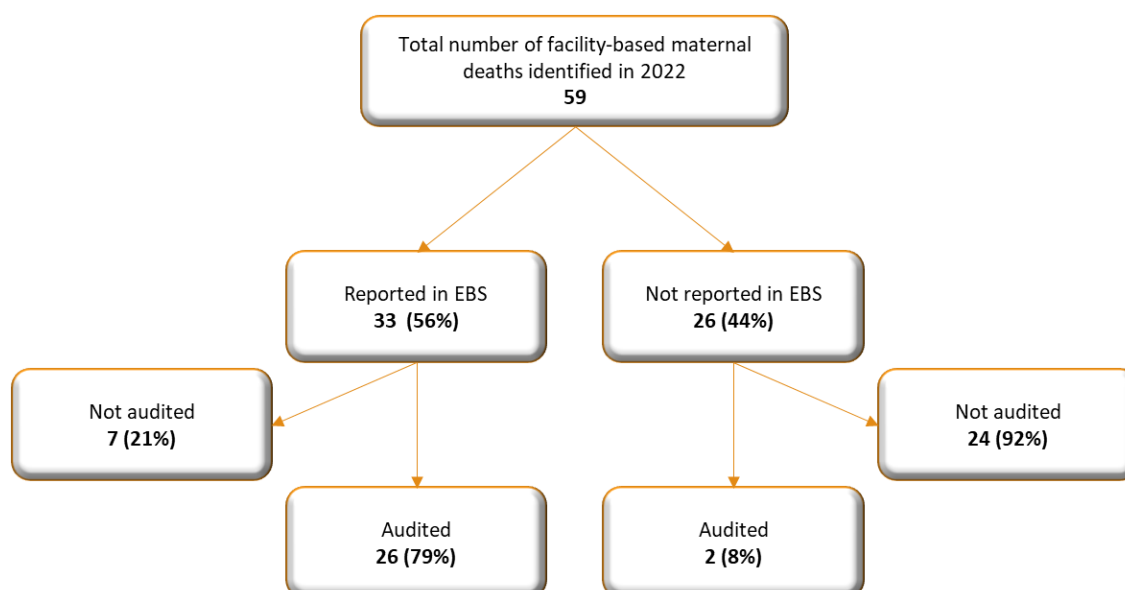 Total number of facility-based maternal
deaths identified in 2022
59
Reported in EBS
33 (56%)
Not reported in EBS
26 (44%)
Not audited
7 (21%)
Not audited
24 (92%)
Audited
26 (79%)
Audited
2 (8%)